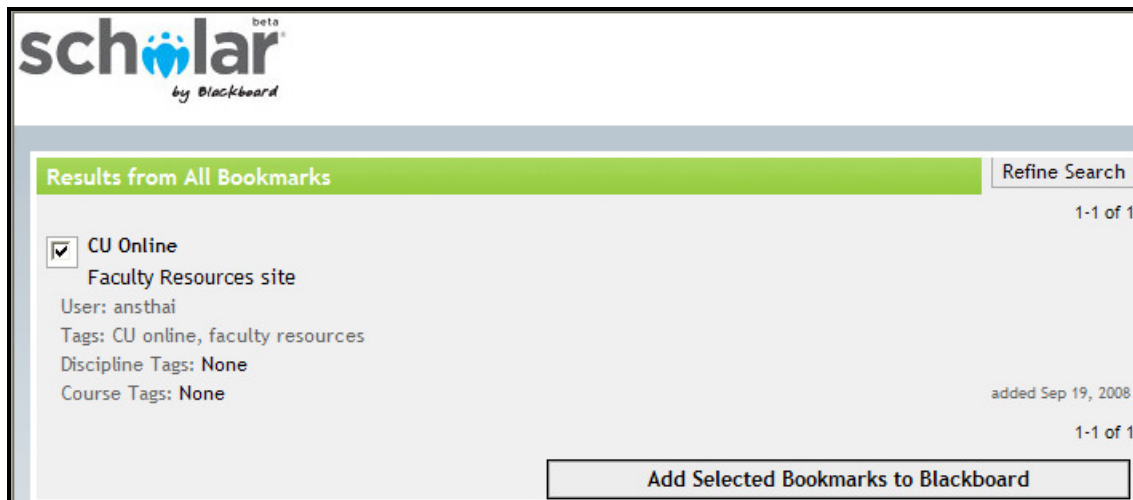 beta
scholar
by Blackboard
Results from All Bookmarks
Refine Search
1-1 of 1
CU Online
Faculty Resources site
User: ansthai
Tags: CU online, faculty resources
Discipline Tags: None
Course Tags: None
added Sep 19, 2008
1-1 of 1
Add Selected Bookmarks to Blackboard